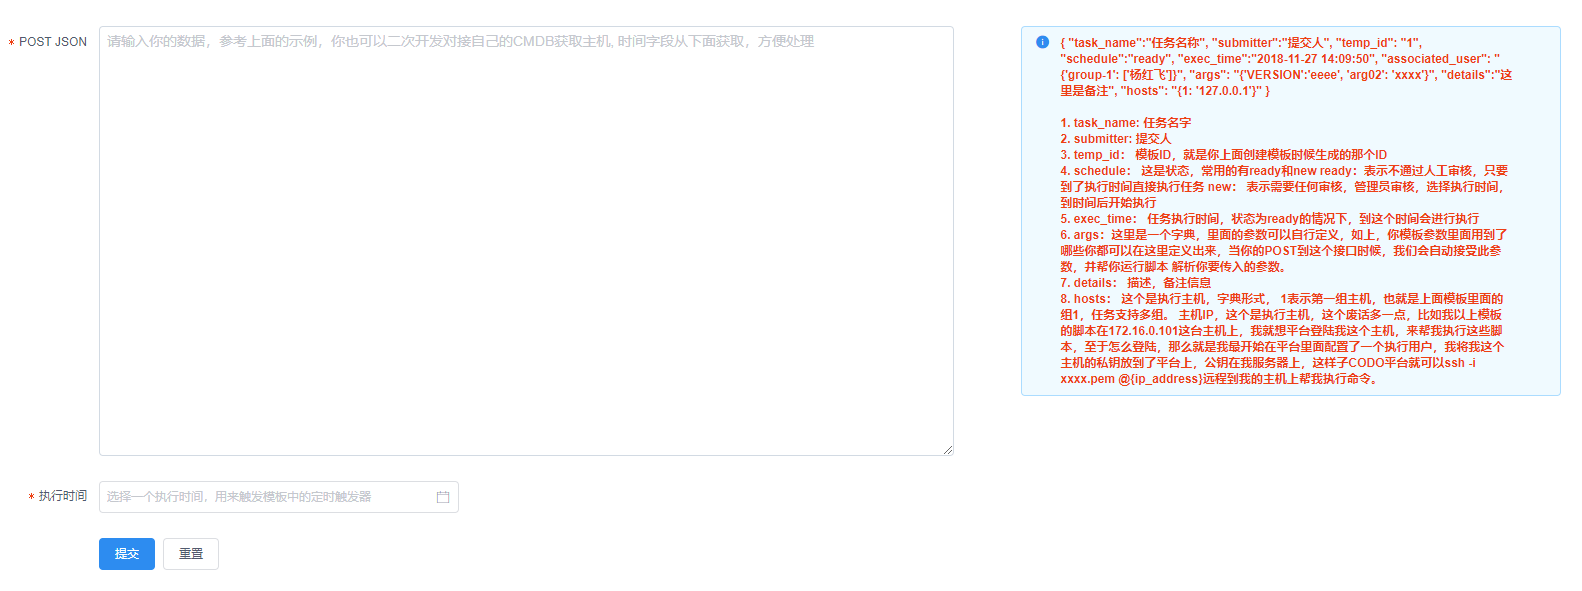 * POST JSON
请输入你的数据，参考上面的示例，你也可以二次开发对接自己的CMDB获取主机, 时间字段从下面获取，方便处理
* 执行时间
选择一个执行时间，用来触发模板中的定时触发器
提交
重置
{ "task_name":"任务名称", "submitter":"提交人", "temp_id": "1",
"schedule":"ready", "exec_time":"2018-11-27 14:09:50", "associated_user": "
{'group-1': ['杨红飞']}", "args": "{'VERSION':'eeee', 'arg02': 'xxxx'}", "details":"这
里是备注", "hosts": "{1: '127.0.0.1'}" }
1. task_name: 任务名字
2. submitter: 提交人
3. temp_id： 模板ID，就是你上面创建模板时候生成的那个ID
4. schedule： 这是状态，常用的有ready和new ready：表示不通过人工审核，只要
到了执行时间直接执行任务 new： 表示需要任何审核，管理员审核，选择执行时间，
到时间后开始执行
5. exec_time： 任务执行时间，状态为ready的情况下，到这个时间会进行执行
6. args：这里是一个字典，里面的参数可以自行定义，如上，你模板参数里面用到了
哪些你都可以在这里定义出来，当你的POST到这个接口时候，我们会自动接受此参
数，并帮你运行脚本 解析你要传入的参数。
7. details： 描述，备注信息
8. hosts： 这个是执行主机，字典形式， 1表示第一组主机，也就是上面模板里面的
组1，任务支持多组。 主机IP，这个是执行主机，这个废话多一点，比如我以上模板
的脚本在172.16.0.101这台主机上，我就想平台登陆我这个主机，来帮我执行这些脚
本，至于怎么登陆，那么就是我最开始在平台里面配置了一个执行用户，我将我这个
主机的私钥放到了平台上，公钥在我服务器上，这样子CODO平台就可以ssh -i
xxxx.pem @{ip_address}远程到我的主机上帮我执行命令。